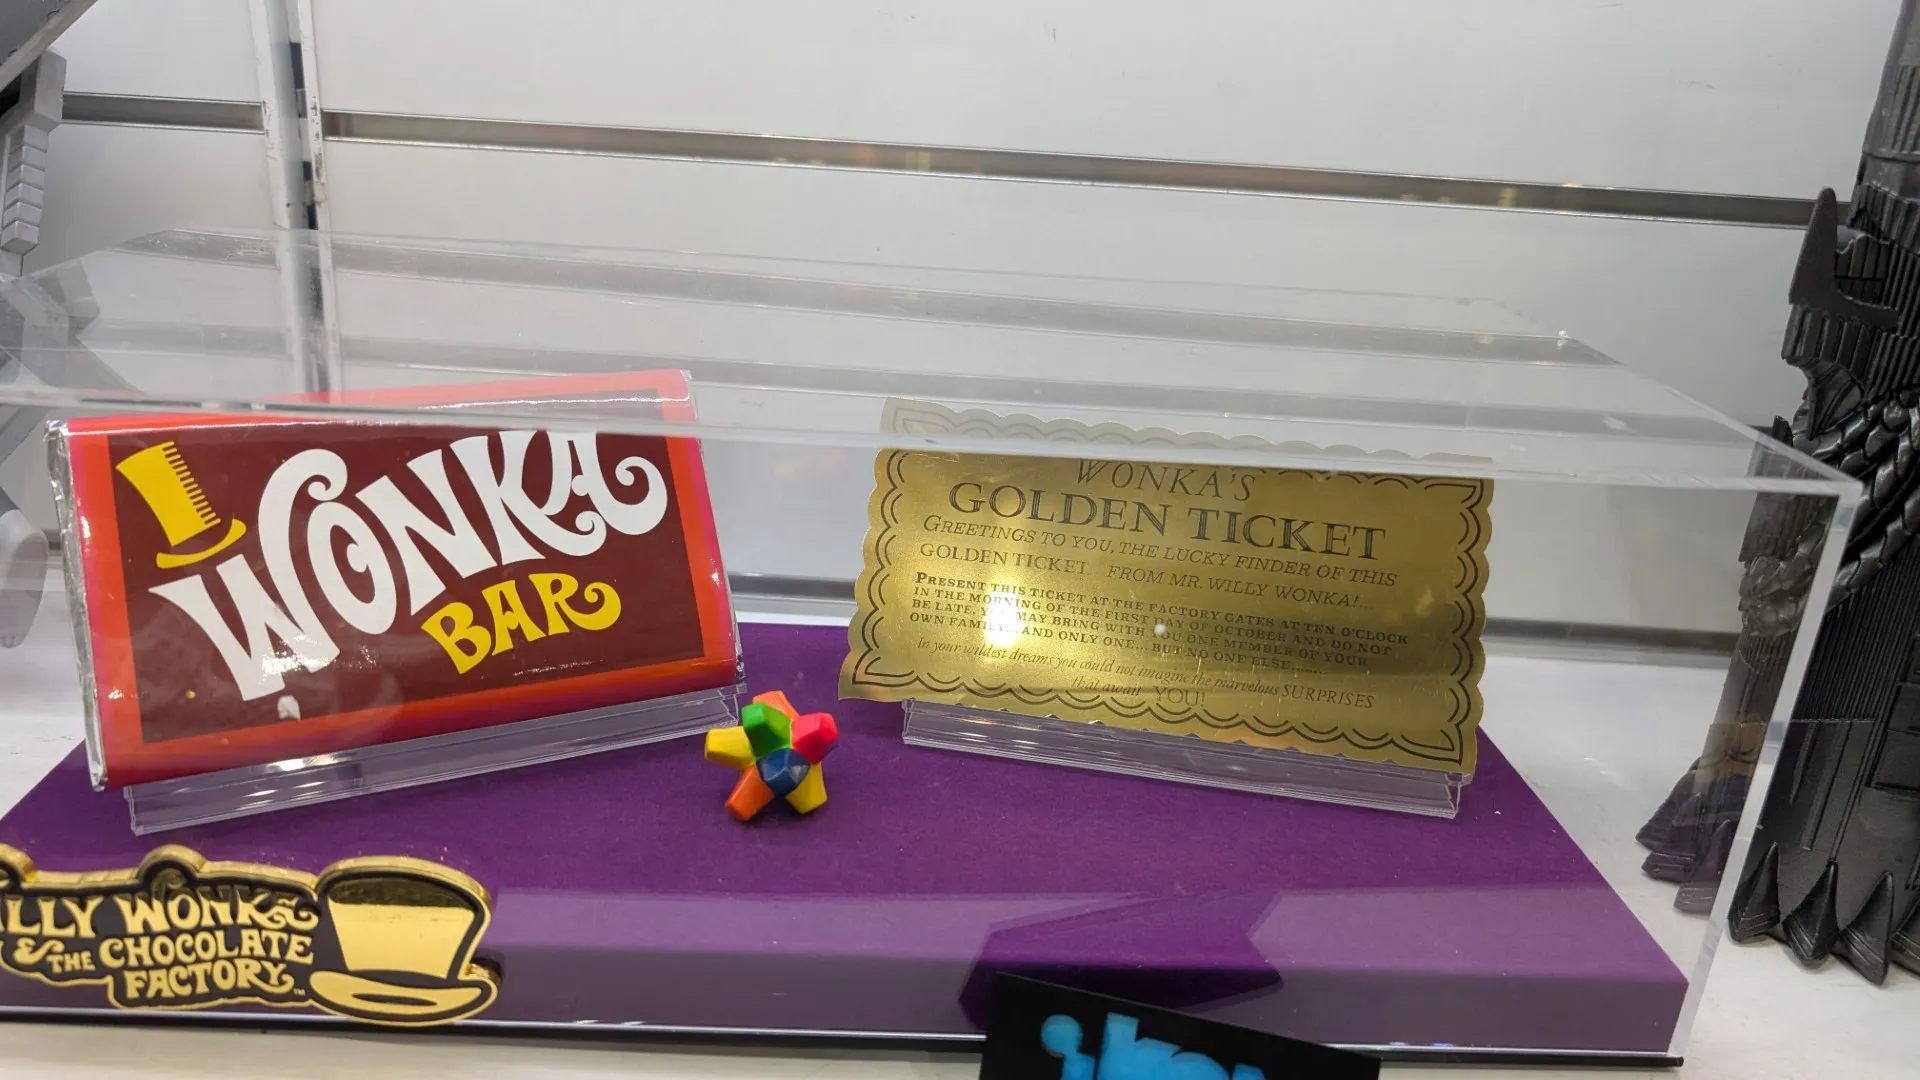 WONKA
BAR
WONKA'S
GOLDEN TICKET
GREETINGS TO YOU, THE LUCKY FINDER OF THIS
GOLDEN TICKET FROM MR. WILLY WONKA!...
PRESENT THIS TICKET AT THE FACTORY GATES AT TEN O'CLOCK
IN THE MORNING OF THE FIRST DAY OF OCTOBER AND DO NOT
BE LATE. YOU MAY BRING WITH YOU ONE MEMBER OF YOUR
OWN FAMILY...AND ONLY ONE... BUT NO ONE ELSE......
In your wildest dreams you could not imagine the marvelous SURPRISES
that await YOU!
ILLY WONKA
& THE CHOCOLATE
FACTORY™